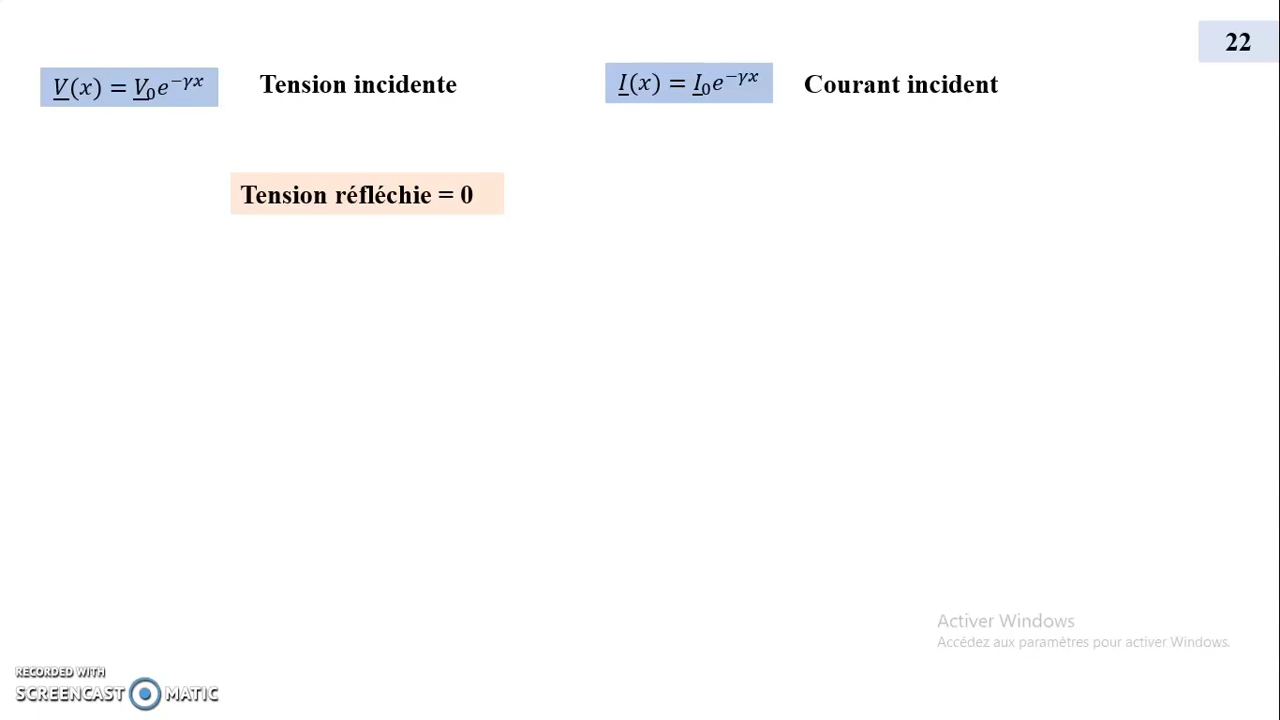 22
V(x) = V₀e^{−γx} Tension incidente I(x) = I₀e^{−γx} Courant incident
Tension réfléchie = 0
Activer Windows
Accédez aux paramètres pour activer Windows.
RECORDED WITH
SCREENCAST MATIC